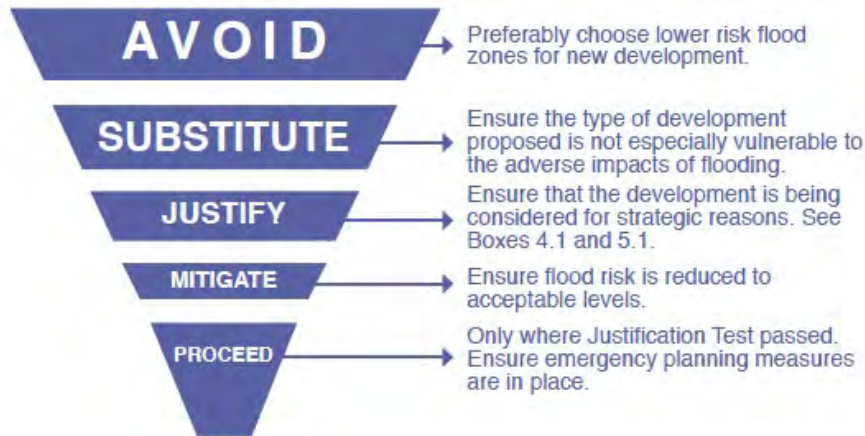 AVOID
Preferably choose lower risk flood
zones for new development.
SUBSTITUTE
Ensure the type of development
proposed is not especially vulnerable to
the adverse impacts of flooding.
JUSTIFY
Ensure that the development is being
considered for strategic reasons. See
Boxes 4.1 and 5.1.
MITIGATE
Ensure flood risk is reduced to
acceptable levels.
PROCEED
Only where Justification Test passed.
Ensure emergency planning measures
are in place.